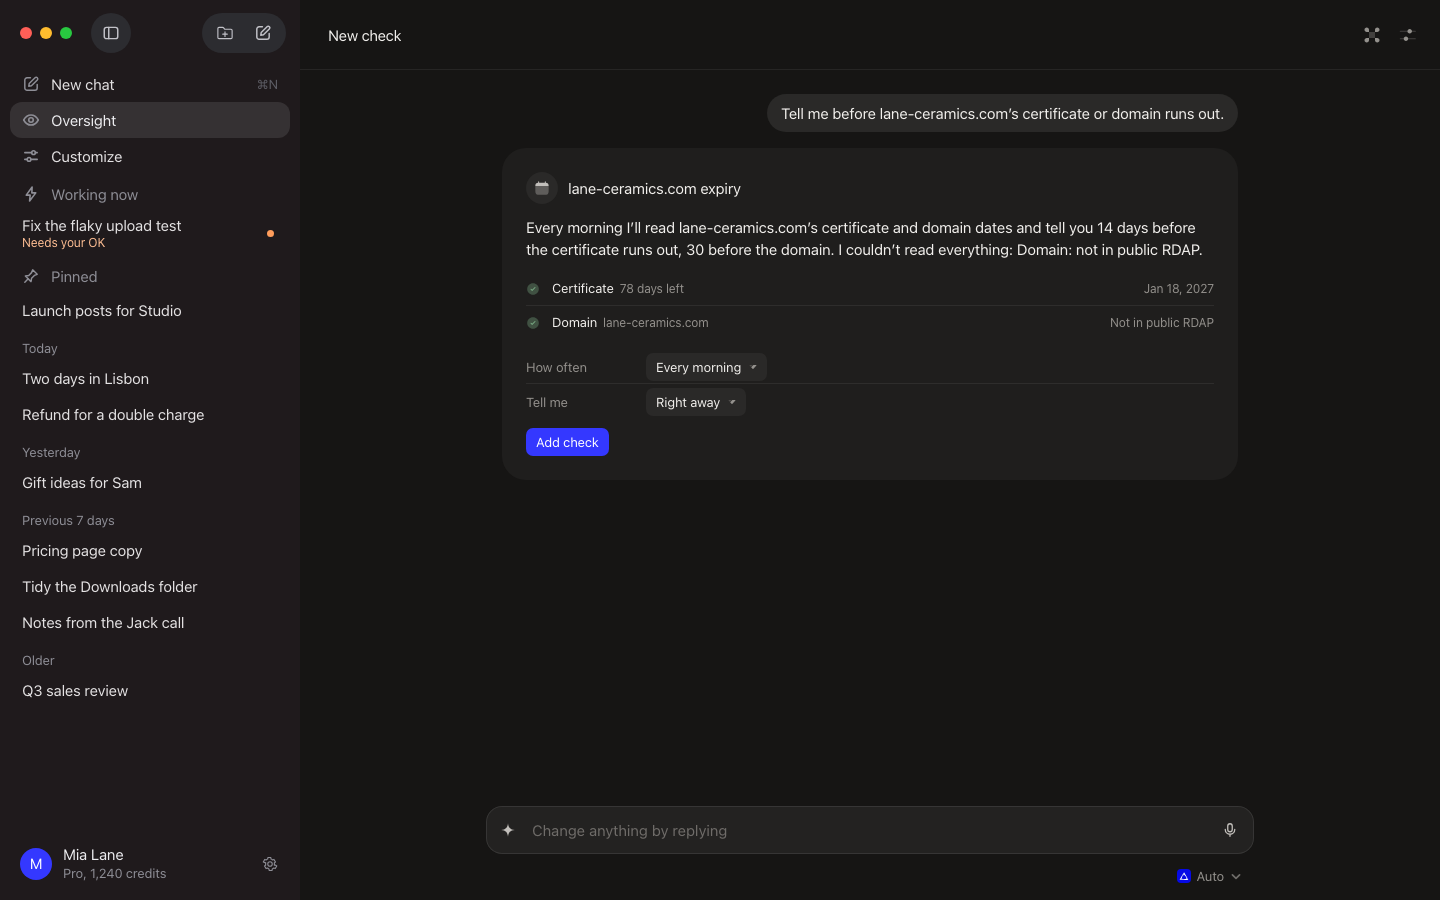 New check
New chat ⌘N
Oversight
Customize
Working now
Fix the flaky upload test
Needs your OK
Pinned
Launch posts for Studio
Today
Two days in Lisbon
Refund for a double charge
Yesterday
Gift ideas for Sam
Previous 7 days
Pricing page copy
Tidy the Downloads folder
Notes from the Jack call
Older
Q3 sales review
M
Mia Lane
Pro, 1,240 credits
Tell me before lane-ceramics.com’s certificate or domain runs out.
lane-ceramics.com expiry
Every morning I’ll read lane-ceramics.com’s certificate and domain dates and tell you 14 days before
the certificate runs out, 30 before the domain. I couldn’t read everything: Domain: not in public RDAP.
Certificate 78 days left Jan 18, 2027
Domain lane-ceramics.com Not in public RDAP
How often Every morning
Tell me Right away
Add check
Change anything by replying
Auto